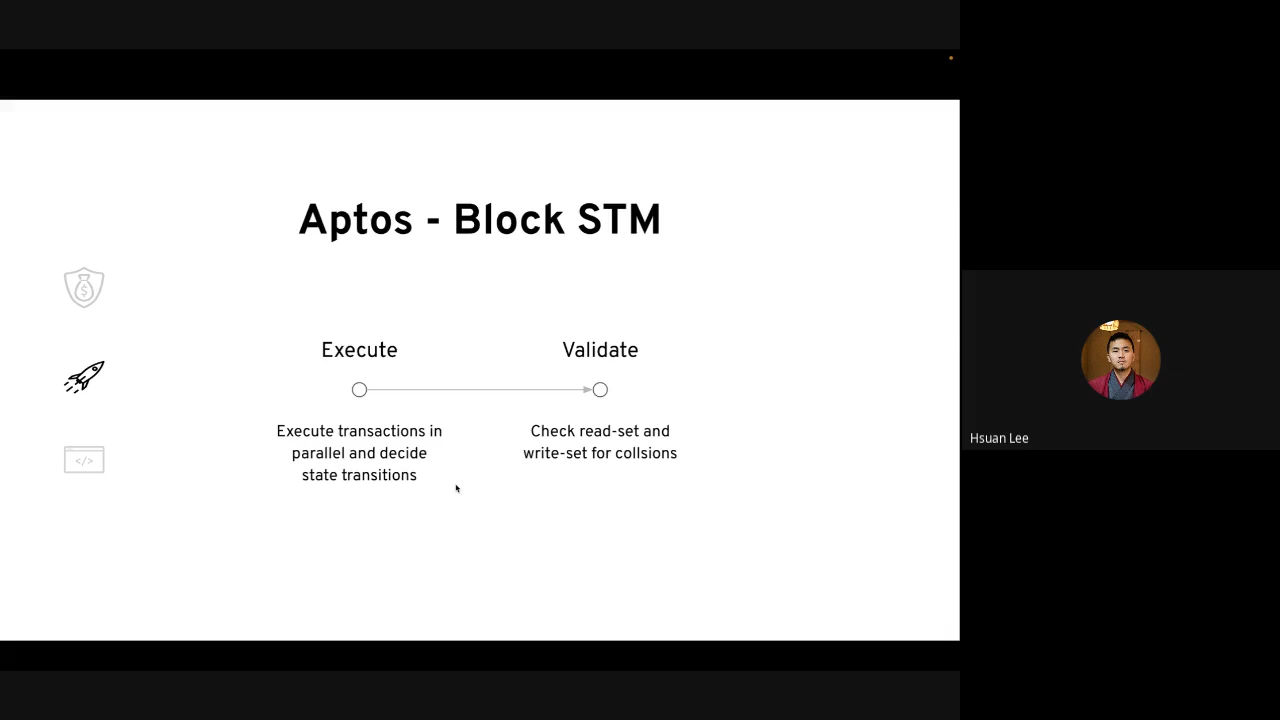 Aptos - Block STM
Execute
Validate
Execute transactions in
parallel and decide
state transitions
Check read-set and
write-set for collsions
$
</>
Hsuan Lee